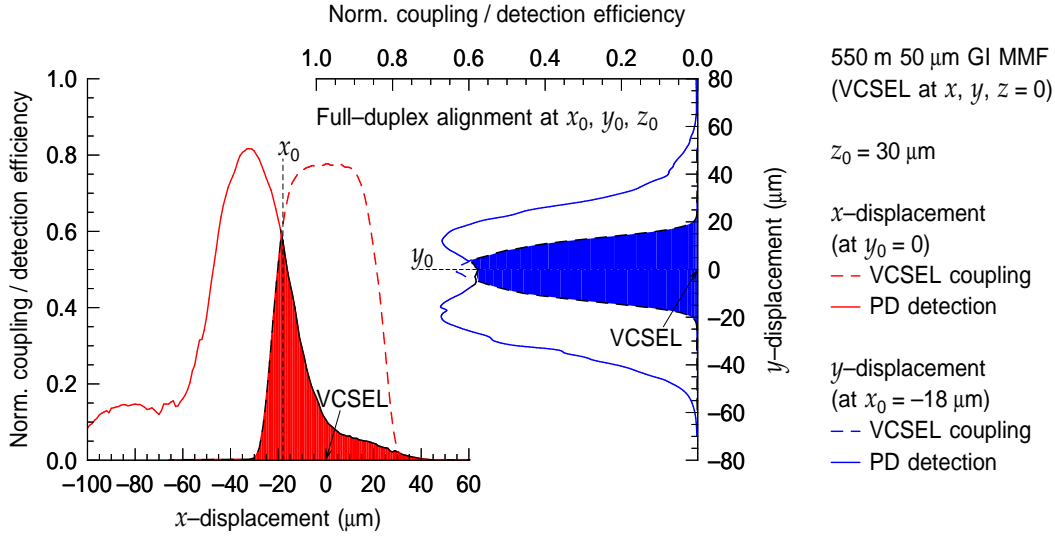 Norm. coupling / detection efficiency
1.0 0.8 0.6 0.4 0.2 0.0
Norm. coupling / detection efficiency
1.0
0.8
0.6
0.4
0.2
0.0
−100 −80 −60 −40 −20 0 20 40 60
x−displacement (μm)
Full−duplex alignment at x0, y0, z0
x0
VCSEL
y0
VCSEL
80
60
40
20
0
−20
−40
−60
−80
y−displacement (μm)
550 m 50 μm GI MMF
(VCSEL at x, y, z = 0)
z0 = 30 μm
x−displacement
(at y0 = 0)
VCSEL coupling
PD detection
y−displacement
(at x0 = −18 μm)
VCSEL coupling
PD detection